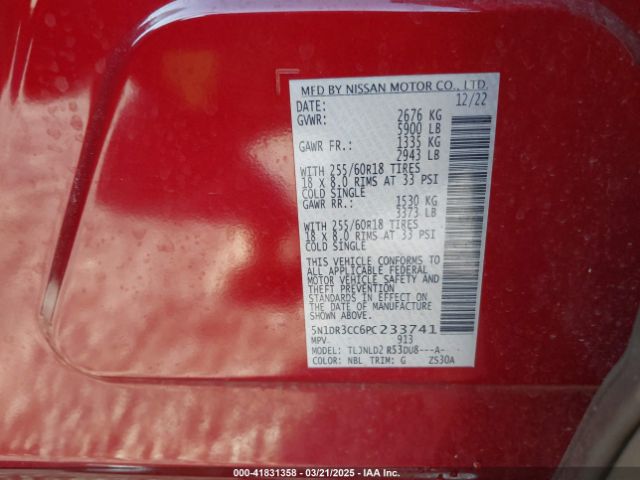 MFD BY NISSAN MOTOR CO., LTD.
DATE: 12/22
GVWR: 2676 KG
5900 LB
GAWR FR.: 1335 KG
2943 LB
WITH 255/60R18 TIRES
18 X 8.0 RIMS AT 33 PSI
COLD SINGLE
GAWR RR.: 1530 KG
3373 LB
WITH 255/60R18 TIRES
18 X 8.0 RIMS AT 33 PSI
COLD SINGLE
THIS VEHICLE CONFORMS TO
ALL APPLICABLE FEDERAL
MOTOR VEHICLE SAFETY AND
THEFT PREVENTION
STANDARDS IN EFFECT ON
THE DATE OF MANUFACTURE
SHOWN ABOVE.
5N1DR3CC6PC233741
MPV 913
MODEL: TLJNLD2 R53DU8---A-
COLOR: NBL TRIM: G ZS30A
00-41831358 / 03/21/2025 / IAA Inc.